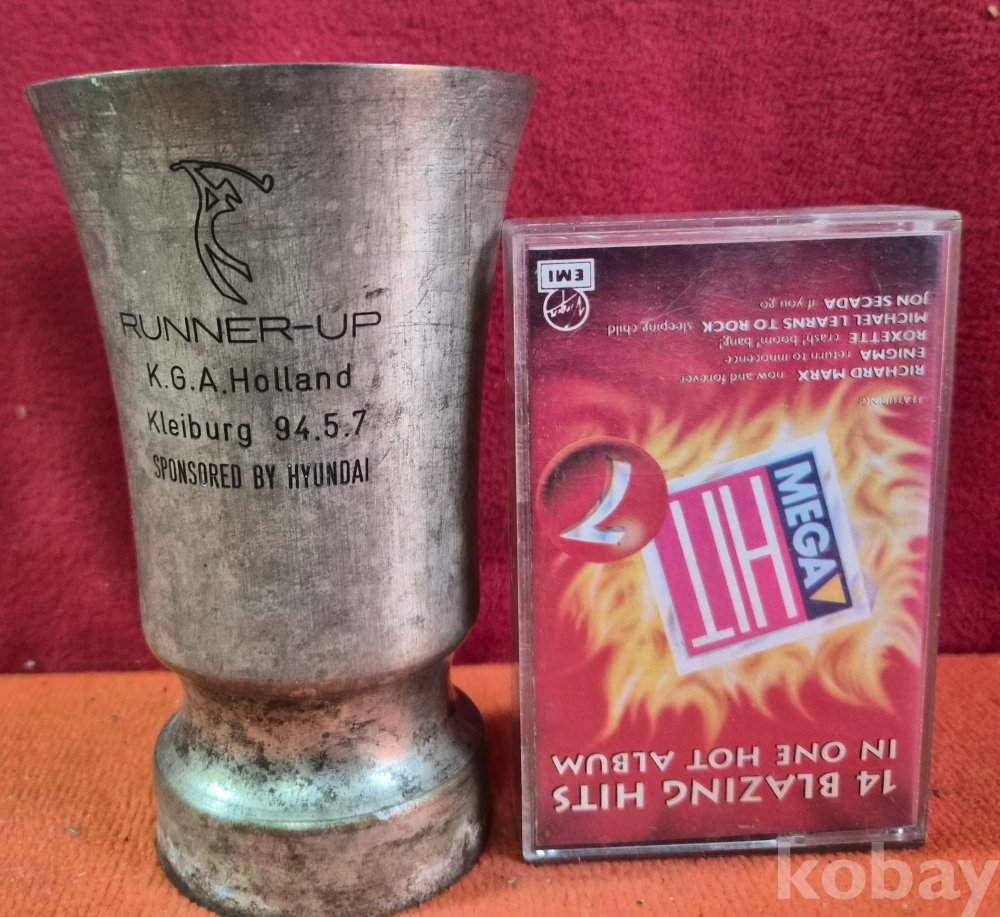 RUNNER-UP
K.G.A.Holland
Kleiburg 94.5.7
SPONSORED BY HYUNDAI
14 BLAZING HITS
IN ONE HOT ALBUM
MEGA
HIT
2
FEATURING
RICHARD MARX now and forever
ENIGMA return to innocence
ROXETTE crash! boom! bang!
MICHAEL LEARNS TO ROCK sleeping child
JON SECADA if you go
Virgin
EMI
kobay